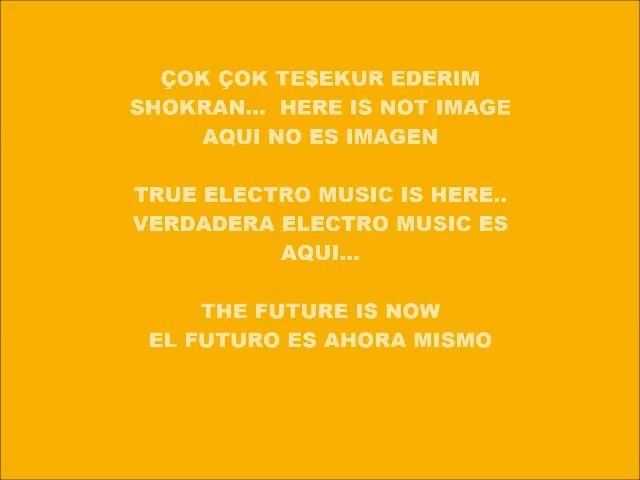 ÇOK ÇOK TE$EKUR EDERIM
SHOKRAN... HERE IS NOT IMAGE
AQUI NO ES IMAGEN
TRUE ELECTRO MUSIC IS HERE..
VERDADERA ELECTRO MUSIC ES
AQUI...
THE FUTURE IS NOW
EL FUTURO ES AHORA MISMO